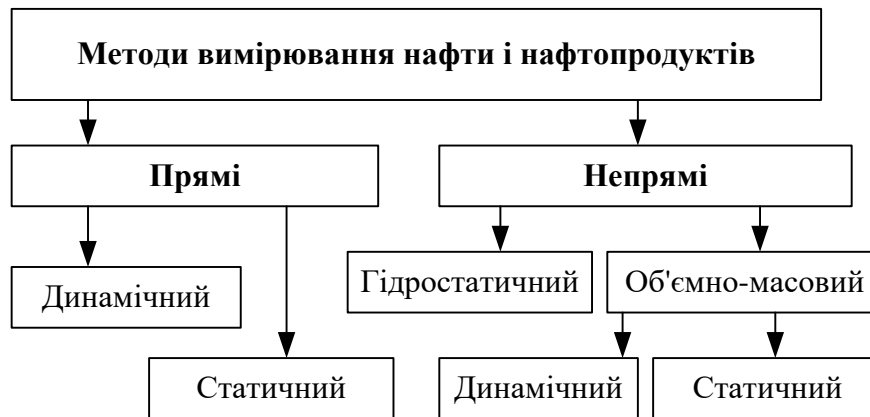 Методи вимірювання нафти і нафтопродуктів
Прямі
Непрямі
Динамічний
Гідростатичний
Об'ємно-масовий
Статичний
Динамічний
Статичний